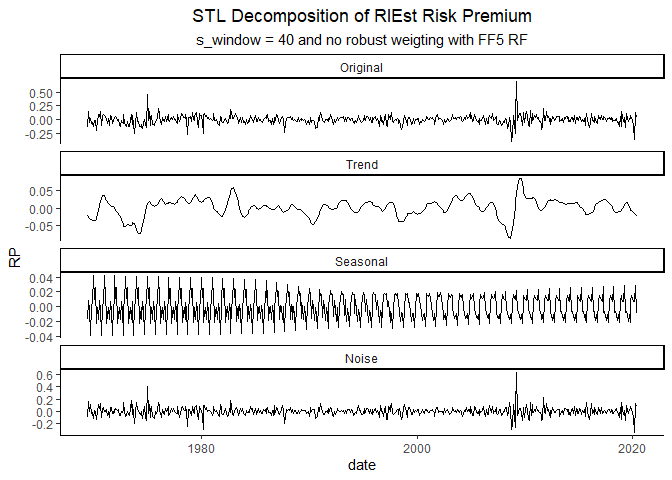 STL Decomposition of RlEst Risk Premium
s_window = 40 and no robust weigting with FF5 RF
Original
0.50
0.25
0.00
-0.25
Trend
0.05
0.00
-0.05
RP
Seasonal
0.04
0.02
0.00
-0.02
-0.04
Noise
0.6
0.4
0.2
0.0
-0.2
1980
2000
2020
date